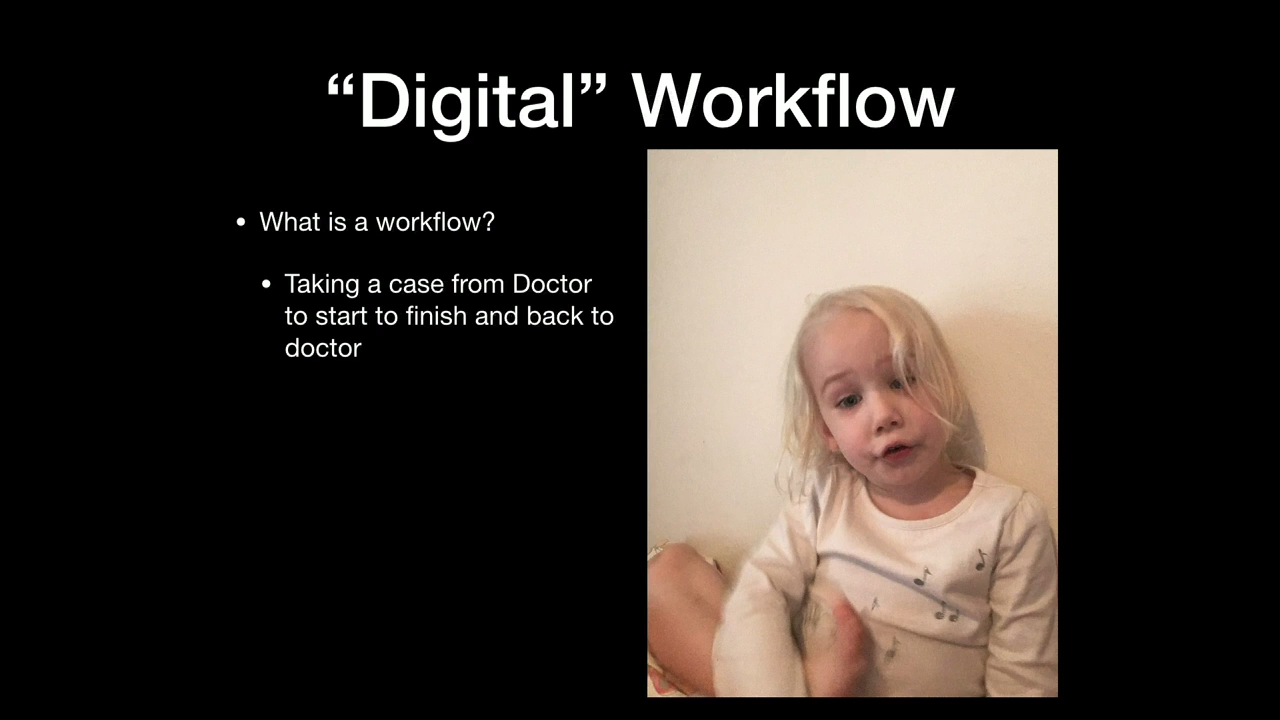 “Digital” Workflow
• What is a workflow?
• Taking a case from Doctor
to start to finish and back to
doctor